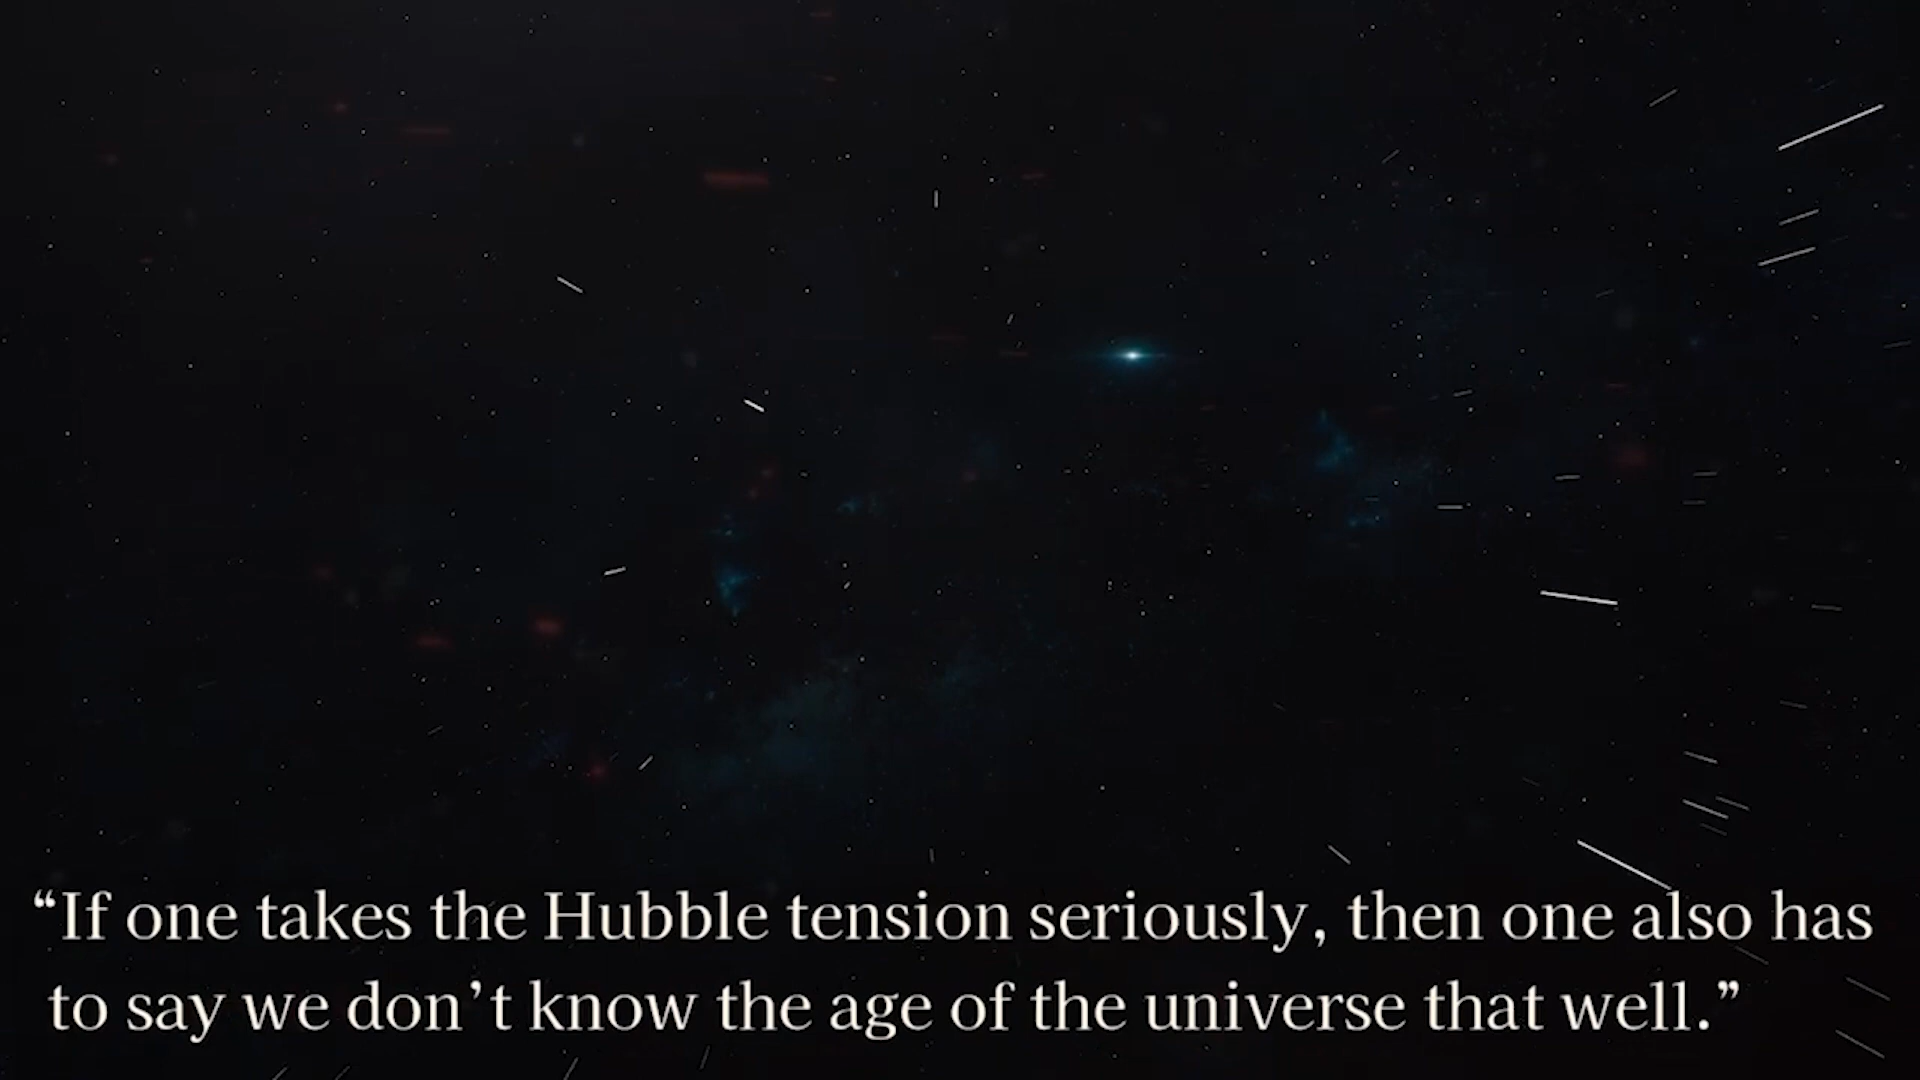 “If one takes the Hubble tension seriously, then one also has
to say we don’t know the age of the universe that well.”